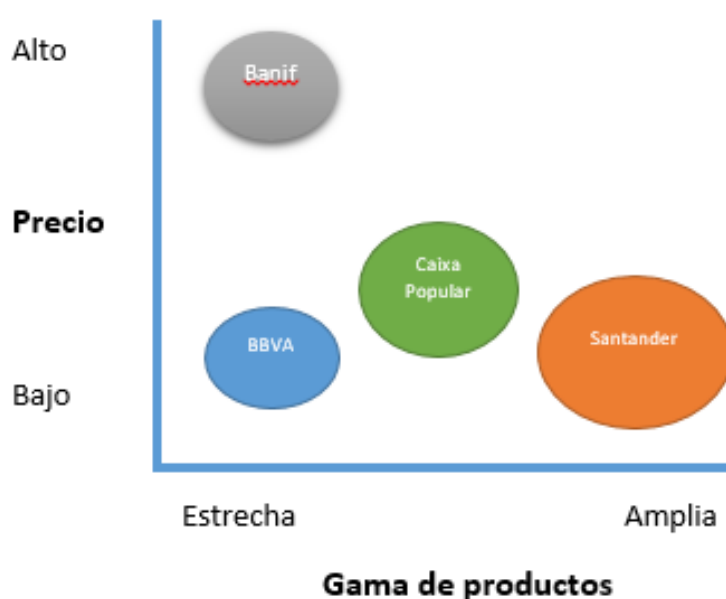 Alto
Banif
Precio
Caixa
Popular
Santander
BBVA
Bajo
Estrecha
Amplia
Gama de productos